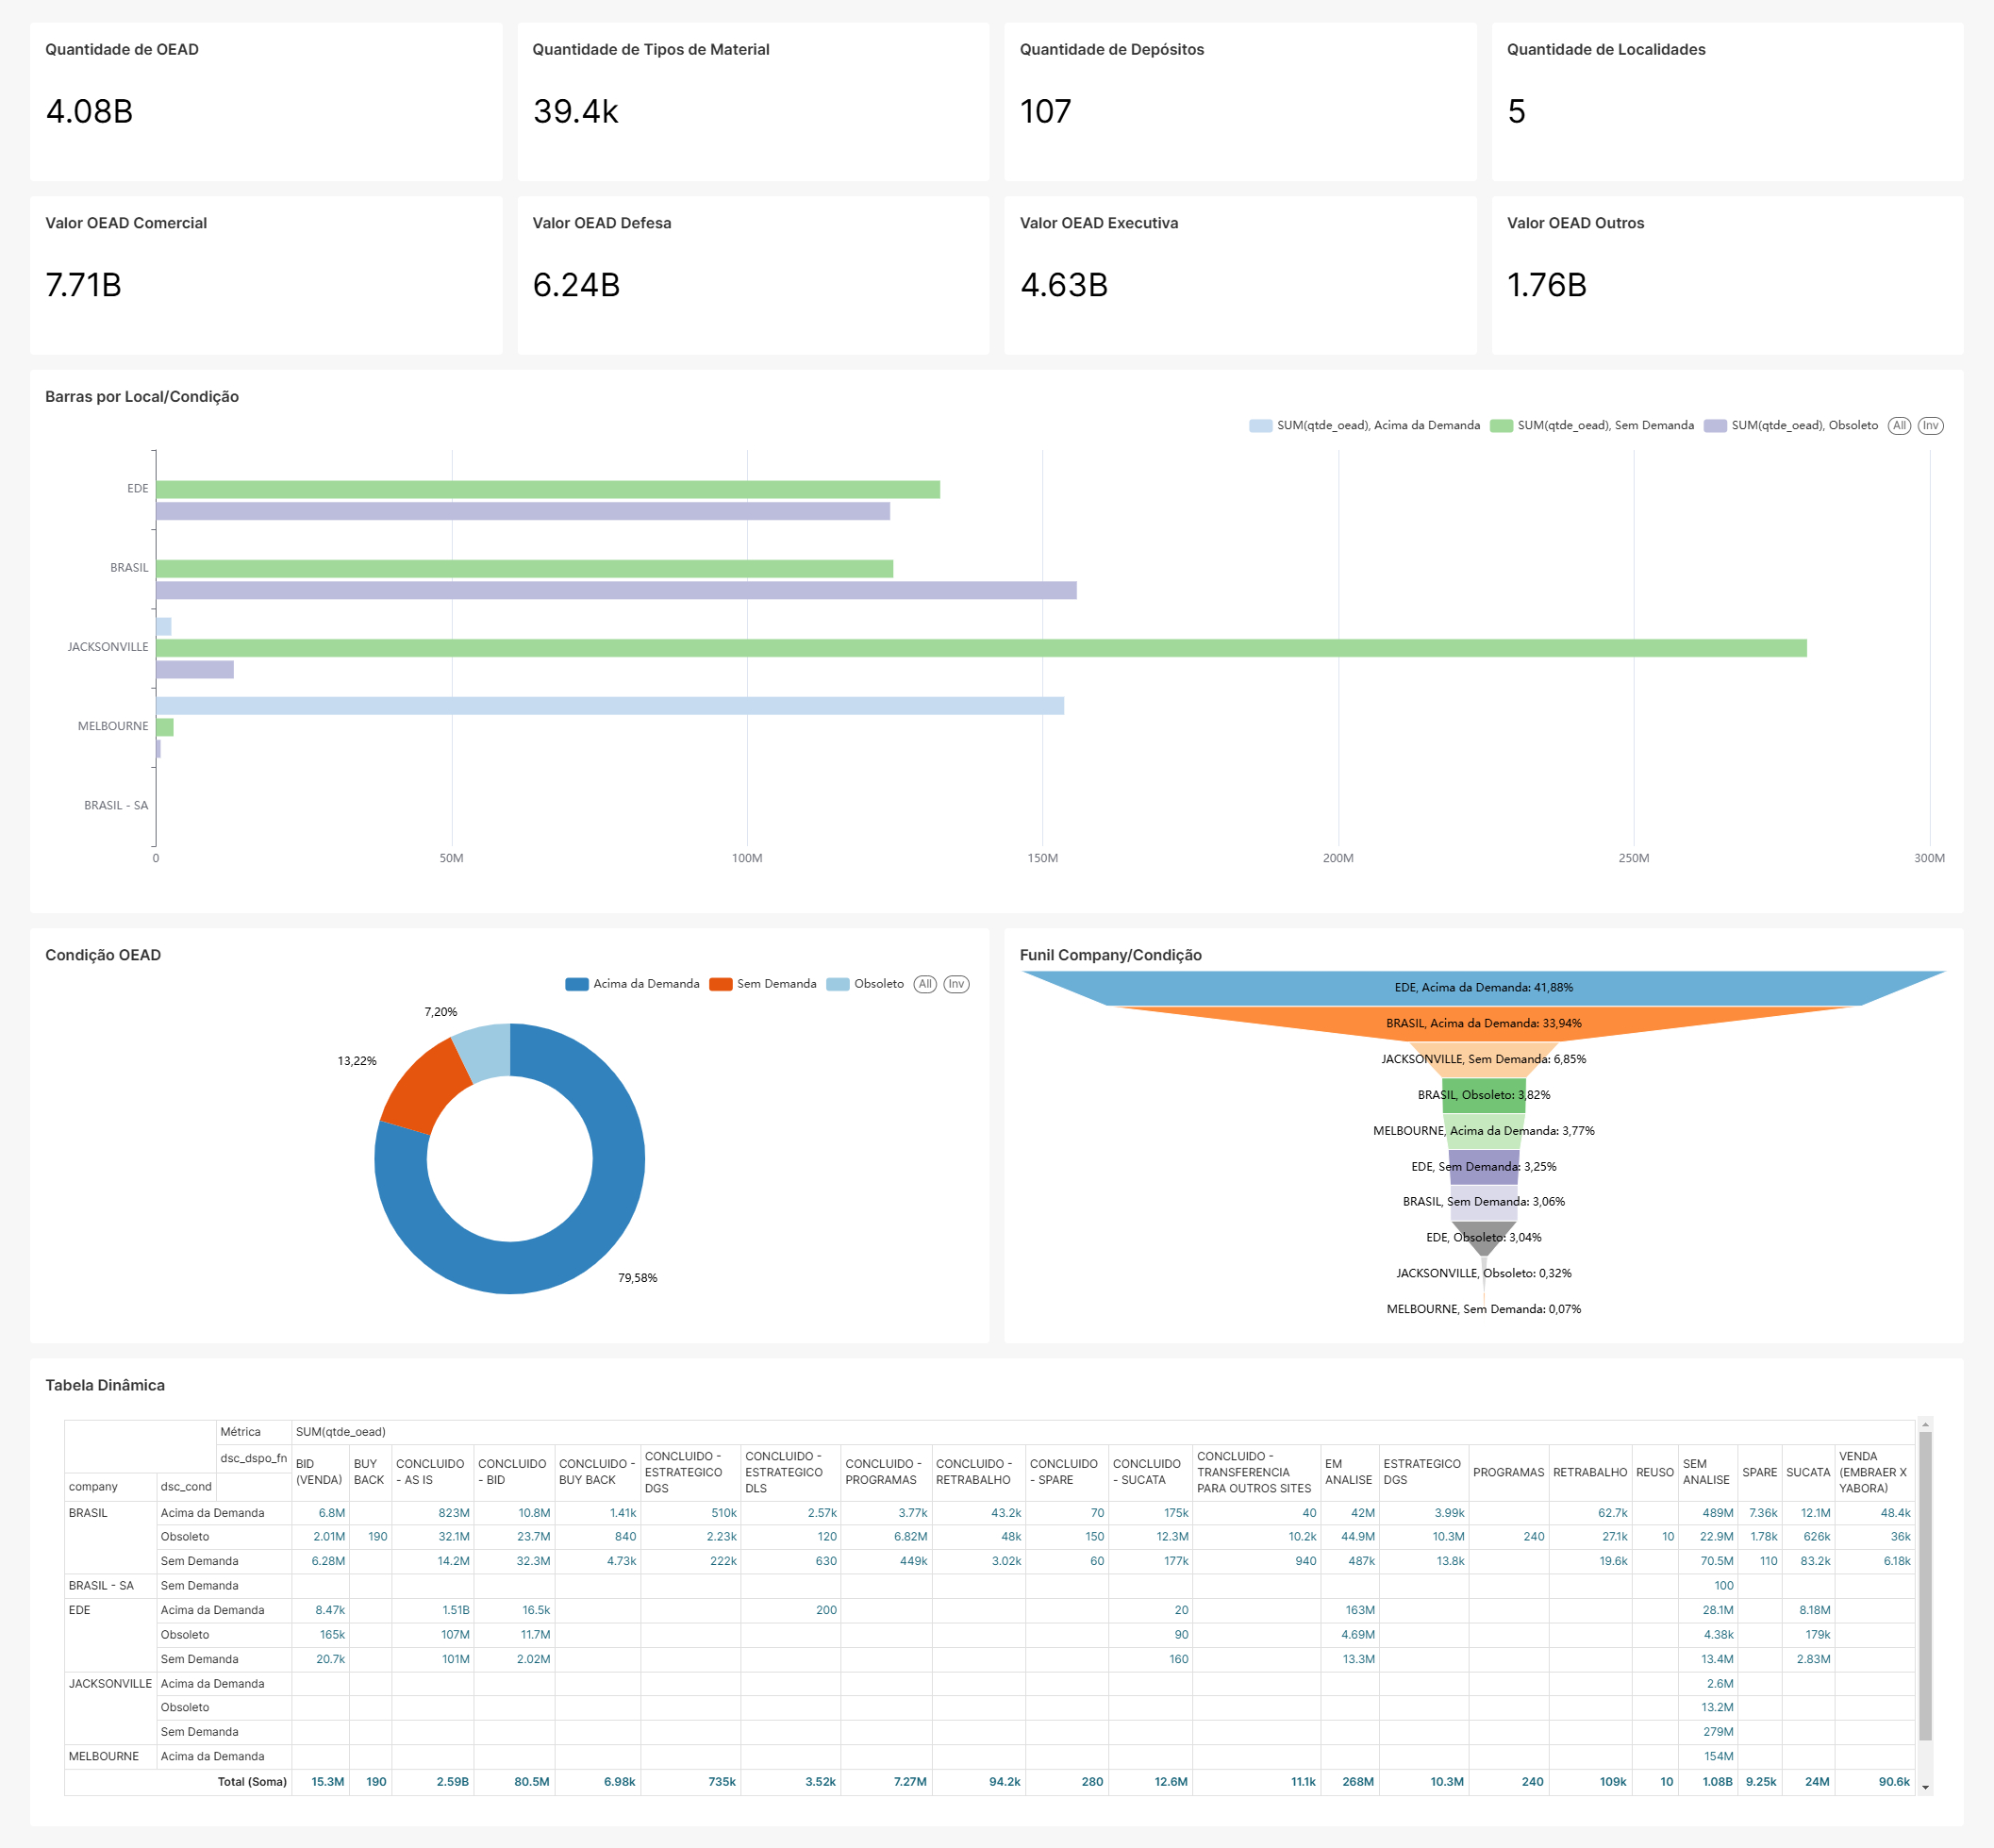 Quantidade de OEAD
4.08B
Quantidade de Tipos de Material
39.4k
Quantidade de Depósitos
107
Quantidade de Localidades
5
Valor OEAD Comercial
7.71B
Valor OEAD Defesa
6.24B
Valor OEAD Executiva
4.63B
Valor OEAD Outros
1.76B
Barras por Local/Condição
SUM(qtde_oead), Acima da Demanda SUM(qtde_oead), Sem Demanda SUM(qtde_oead), Obsoleto All Inv
EDE
BRASIL
JACKSONVILLE
MELBOURNE
BRASIL - SA
0 50M 100M 150M 200M 250M 300M
Condição OEAD
Acima da Demanda Sem Demanda Obsoleto All Inv
7,20%
13,22%
79,58%
Funil Company/Condição
EDE, Acima da Demanda: 41,88%
BRASIL, Acima da Demanda: 33,94%
JACKSONVILLE, Sem Demanda: 6,85%
BRASIL, Obsoleto: 3,82%
MELBOURNE, Acima da Demanda: 3,77%
EDE, Sem Demanda: 3,25%
BRASIL, Sem Demanda: 3,06%
EDE, Obsoleto: 3,04%
JACKSONVILLE, Obsoleto: 0,32%
MELBOURNE, Sem Demanda: 0,07%
Tabela Dinâmica
Métrica SUM(qtde_oead)
dsc_dspo_fn BID (VENDA) BUY BACK CONCLUIDO - AS IS CONCLUIDO - BID CONCLUIDO - BUY BACK CONCLUIDO - ESTRATEGICO DGS CONCLUIDO - ESTRATEGICO DLS CONCLUIDO - PROGRAMAS CONCLUIDO - RETRABALHO CONCLUIDO - SPARE CONCLUIDO - SUCATA CONCLUIDO - TRANSFERENCIA PARA OUTROS SITES EM ANALISE ESTRATEGICO DGS PROGRAMAS RETRABALHO REUSO SEM ANALISE SPARE SUCATA VENDA (EMBRAER X YABORA)
company dsc_cond
BRASIL Acima da Demanda 6.8M 823M 10.8M 1.41k 510k 2.57k 3.77k 43.2k 70 175k 40 42M 3.99k 62.7k 489M 7.36k 12.1M 48.4k
Obsoleto 2.01M 190 32.1M 23.7M 840 2.23k 120 6.82M 48k 150 12.3M 10.2k 44.9M 10.3M 240 27.1k 10 22.9M 1.78k 626k 36k
Sem Demanda 6.28M 14.2M 32.3M 4.73k 222k 630 449k 3.02k 60 177k 940 487k 13.8k 19.6k 70.5M 110 83.2k 6.18k
BRASIL - SA Sem Demanda 100
EDE Acima da Demanda 8.47k 1.51B 16.5k 200 20 163M 28.1M 8.18M
Obsoleto 165k 107M 11.7M 90 4.69M 4.38k 179k
Sem Demanda 20.7k 101M 2.02M 160 13.3M 13.4M 2.83M
JACKSONVILLE Acima da Demanda 2.6M
Obsoleto 13.2M
Sem Demanda 279M
MELBOURNE Acima da Demanda 154M
Total (Soma) 15.3M 190 2.59B 80.5M 6.98k 735k 3.52k 7.27M 94.2k 280 12.6M 11.1k 268M 10.3M 240 109k 10 1.08B 9.25k 24M 90.6k